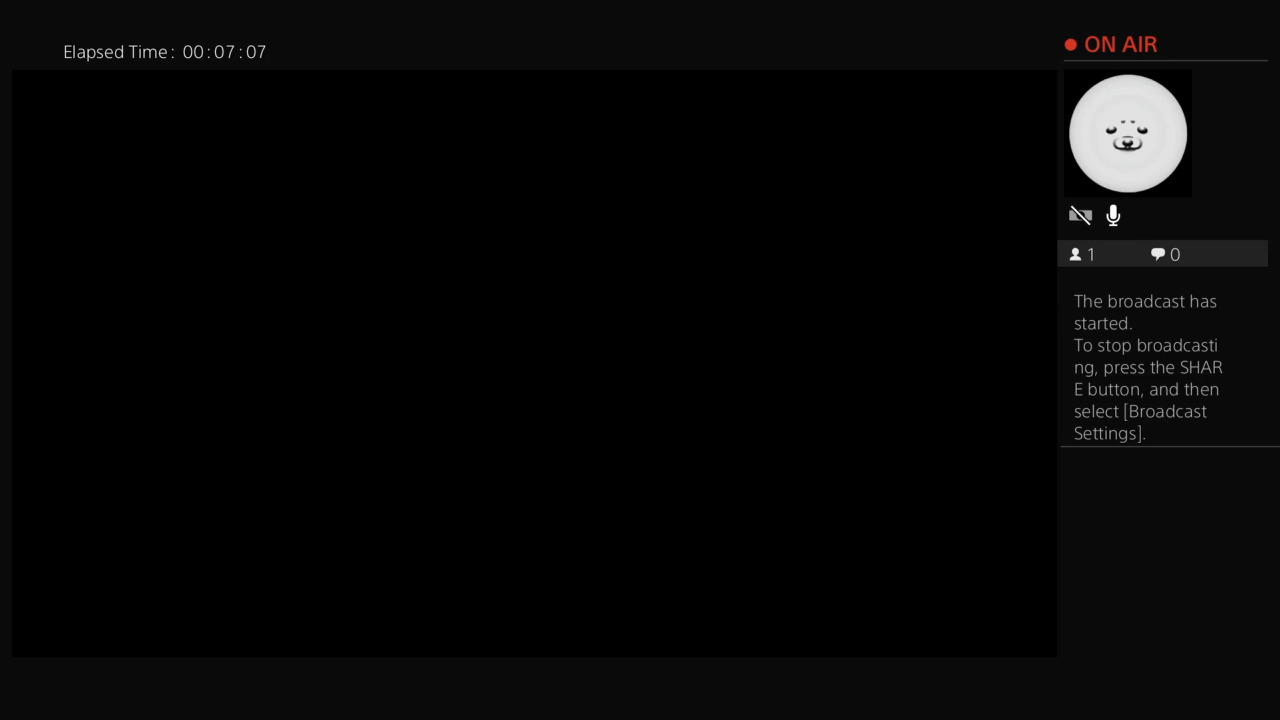 Elapsed Time: 00:07:07
ON AIR
1
0
The broadcast has
started.
To stop broadcasti
ng, press the SHAR
E button, and then
select [Broadcast
Settings].